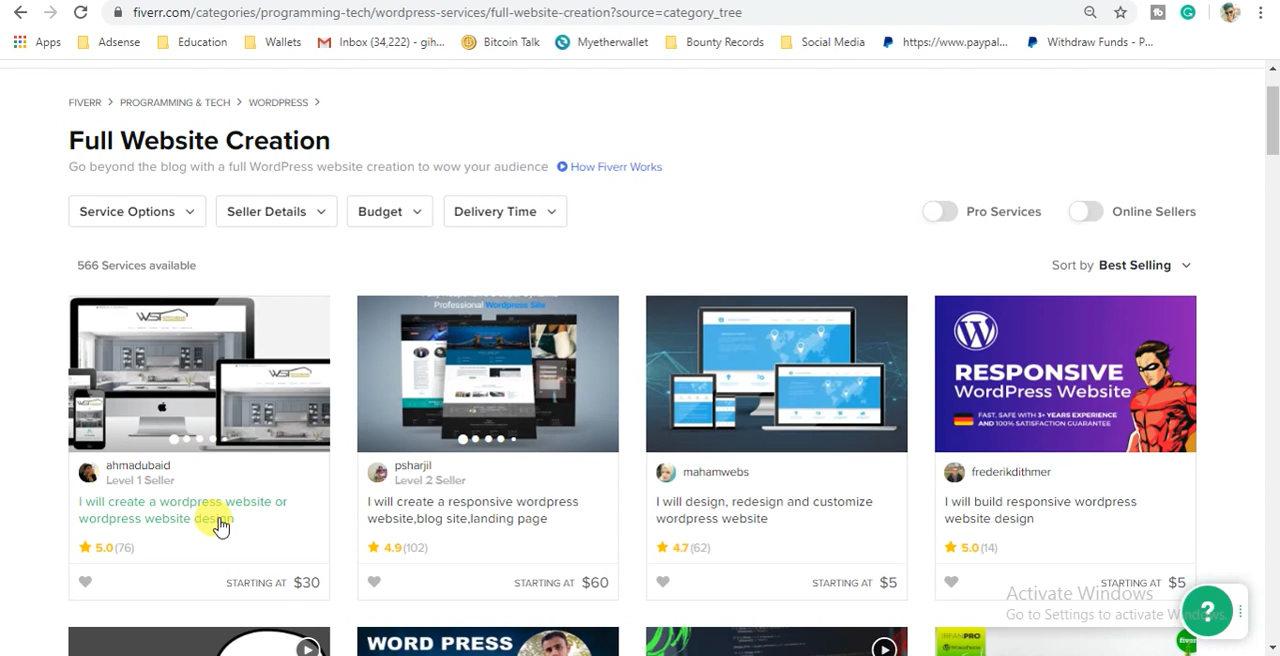 fiverr.com/categories/programming-tech/wordpress-services/full-website-creation?source=category_tree
Apps Adsense Education Wallets Inbox (34,222) - gih... Bitcoin Talk Myetherwallet Bounty Records Social Media https://www.paypal... Withdraw Funds - P...
FIVERR > PROGRAMMING & TECH > WORDPRESS >
Full Website Creation
Go beyond the blog with a full WordPress website creation to wow your audience How Fiverr Works
Service Options Seller Details Budget Delivery Time Pro Services Online Sellers
566 Services available Sort by Best Selling
WST
WST
Professional Wordpress Site
W
RESPONSIVE
WordPress Website
FAST, SAFE WITH 3+ YEARS EXPERIENCE
AND 100% SATISFACTION GUARANTEE
ahmadubaid
Level 1 Seller
I will create a wordpress website or
wordpress website design
5.0 (76)
STARTING AT $30
psharjil
Level 2 Seller
I will create a responsive wordpress
website,blog site,landing page
4.9 (102)
STARTING AT $60
mahamwebs
I will design, redesign and customize
wordpress website
4.7 (62)
STARTING AT $5
frederikdithmer
I will build responsive wordpress
website design
5.0 (14)
STARTING AT $5
Activate Windows
Go to Settings to activate Windows.
?
WORD PRESS
fiverr